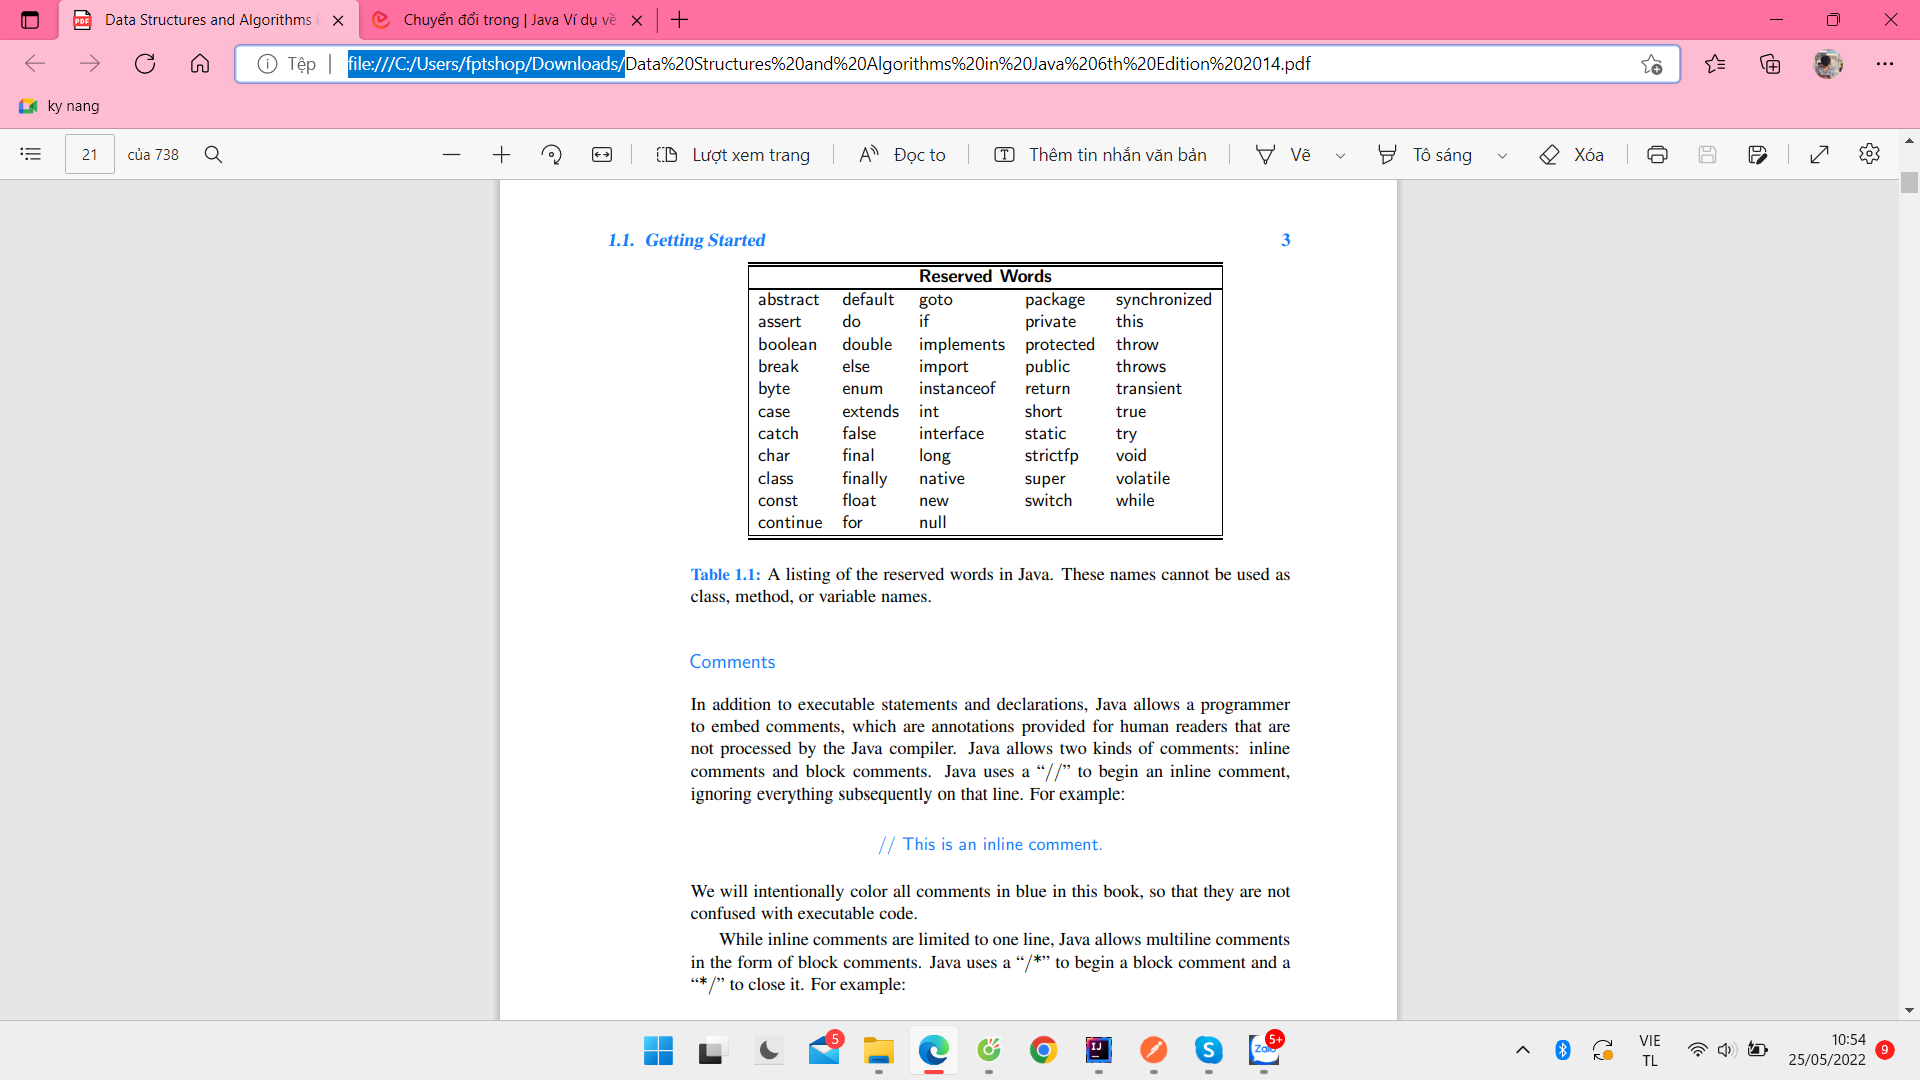 Data Structures and Algorithms i
Chuyển đổi trong | Java Ví dụ về
Tệp
file:///C:/Users/fptshop/Downloads/Data%20Structures%20and%20Algorithms%20in%20Java%206th%20Edition%202014.pdf
ky nang
21 của 738
Lượt xem trang
Đọc to
Thêm tin nhắn văn bản
Vẽ
Tô sáng
Xóa
1.1. Getting Started 3
Reserved Words
abstract default goto package synchronized
assert do if private this
boolean double implements protected throw
break else import public throws
byte enum instanceof return transient
case extends int short true
catch false interface static try
char final long strictfp void
class finally native super volatile
const float new switch while
continue for null
Table 1.1: A listing of the reserved words in Java. These names cannot be used as
class, method, or variable names.
Comments
In addition to executable statements and declarations, Java allows a programmer
to embed comments, which are annotations provided for human readers that are
not processed by the Java compiler. Java allows two kinds of comments: inline
comments and block comments. Java uses a “//” to begin an inline comment,
ignoring everything subsequently on that line. For example:
// This is an inline comment.
We will intentionally color all comments in blue in this book, so that they are not
confused with executable code.
While inline comments are limited to one line, Java allows multiline comments
in the form of block comments. Java uses a “/*” to begin a block comment and a
“*/” to close it. For example:
5
IJ
S
Zalo
5+
VIE
TL
10:54
25/05/2022
9